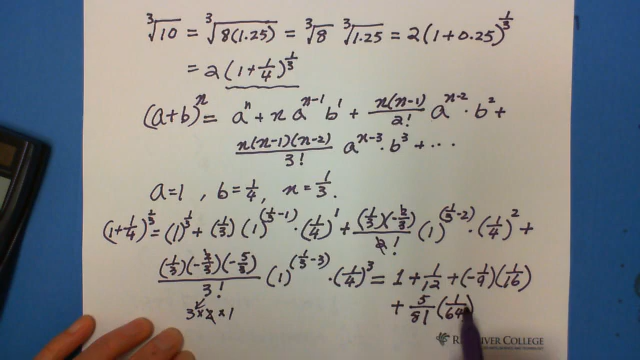 ∛10 = ∛8(1.25) = ∛8 ∛1.25 = 2(1+0.25)^(1/3)
= 2(1+1/4)^(1/3)
(a+b)^n = a^n + n a^(n-1) b^1 + n(n-1)/2! a^(n-2) · b^2 +
n(n-1)(n-2)/3! a^(n-3) · b^3 + ···
a=1 , b=1/4 , n=1/3.
(1+1/4)^(1/3) = (1)^(1/3) + (1/3) (1)^(1/3-1) · (1/4)^1 + (1/3)(-2/3)/2! (1)^(1/3-2) · (1/4)^2 +
(1/3)(-2/3)(-5/3)/3! (1)^(1/3-3) · (1/4)^3 = 1 + 1/12 + (-1/9)(1/16)
3×2×1 + 5/81 (1/64)
RED RIVER COLLEGE